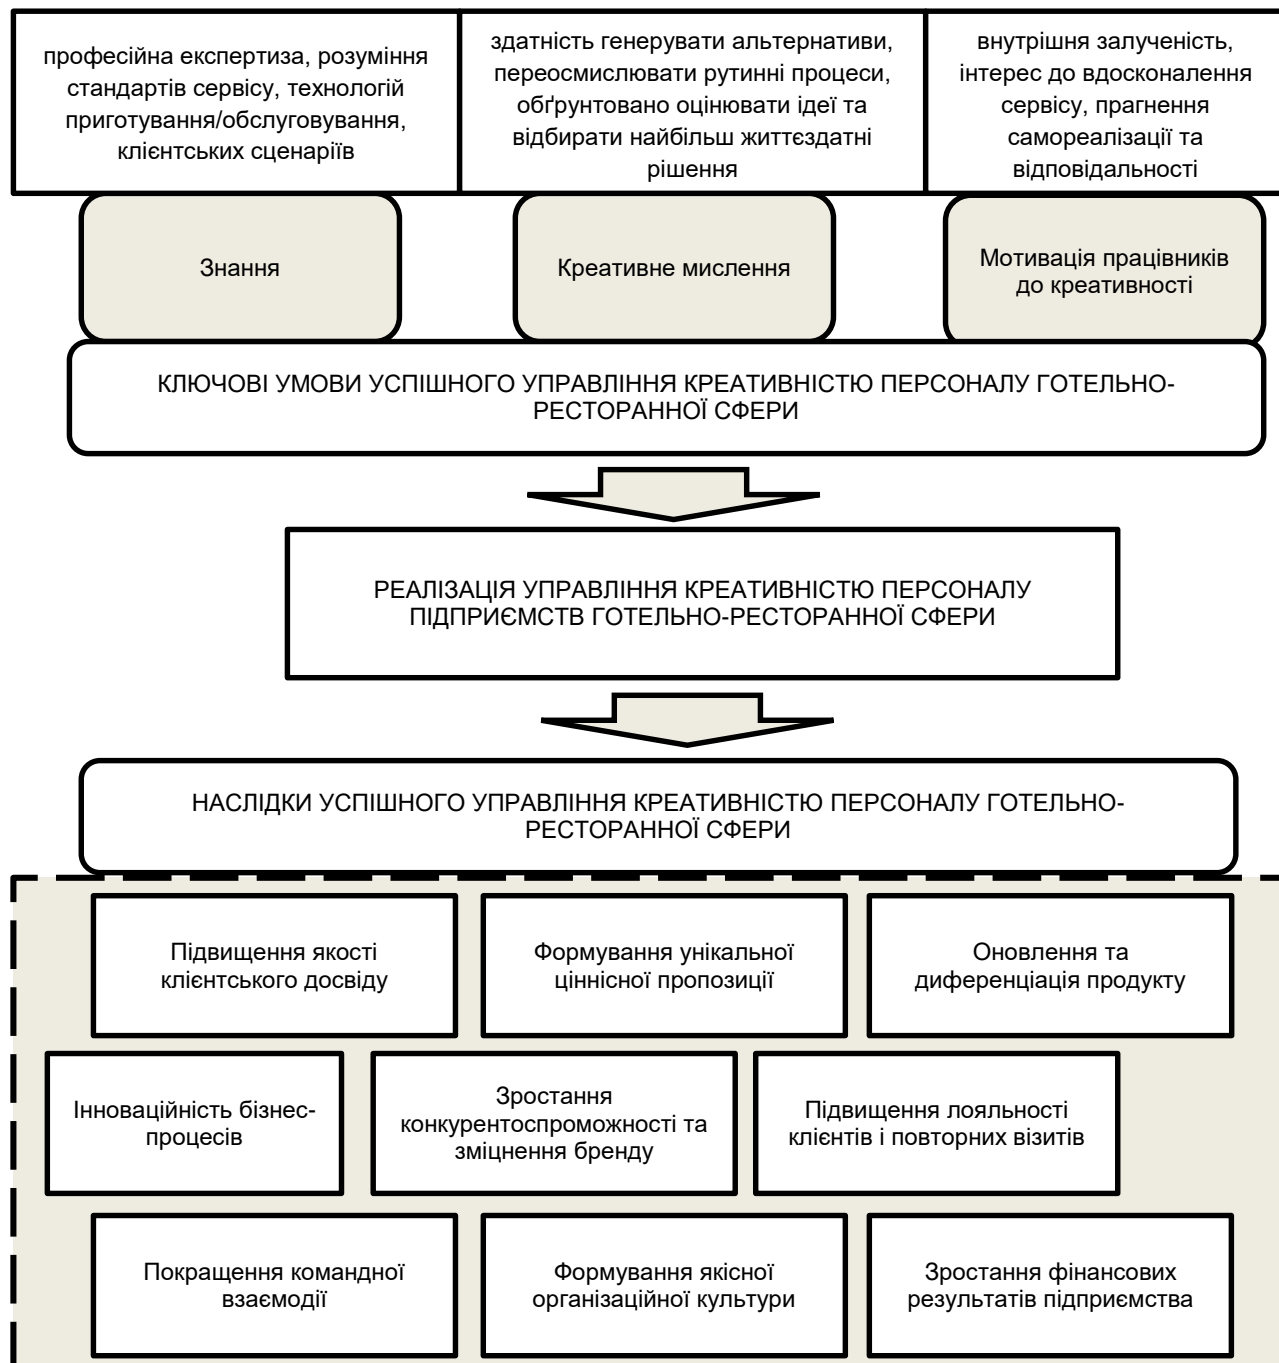 професійна експертиза, розуміння
стандартів сервісу, технологій
приготування/обслуговування,
клієнтських сценаріїв
здатність генерувати альтернативи,
переосмислювати рутинні процеси,
обґрунтовано оцінювати ідеї та
відбирати найбільш життєздатні
рішення
внутрішня залученість,
інтерес до вдосконалення
сервісу, прагнення
самореалізації та
відповідальності
Знання
Креативне мислення
Мотивація працівників
до креативності
КЛЮЧОВІ УМОВИ УСПІШНОГО УПРАВЛІННЯ КРЕАТИВНІСТЮ ПЕРСОНАЛУ ГОТЕЛЬНО-
РЕСТОРАННОЇ СФЕРИ
РЕАЛІЗАЦІЯ УПРАВЛІННЯ КРЕАТИВНІСТЮ ПЕРСОНАЛУ
ПІДПРИЄМСТВ ГОТЕЛЬНО-РЕСТОРАННОЇ СФЕРИ
НАСЛІДКИ УСПІШНОГО УПРАВЛІННЯ КРЕАТИВНІСТЮ ПЕРСОНАЛУ ГОТЕЛЬНО-
РЕСТОРАННОЇ СФЕРИ
Підвищення якості
клієнтського досвіду
Формування унікальної
ціннісної пропозиції
Оновлення та
диференціація продукту
Інноваційність бізнес-
процесів
Зростання
конкурентоспроможності та
зміцнення бренду
Підвищення лояльності
клієнтів і повторних візитів
Покращення командної
взаємодії
Формування якісної
організаційної культури
Зростання фінансових
результатів підприємства